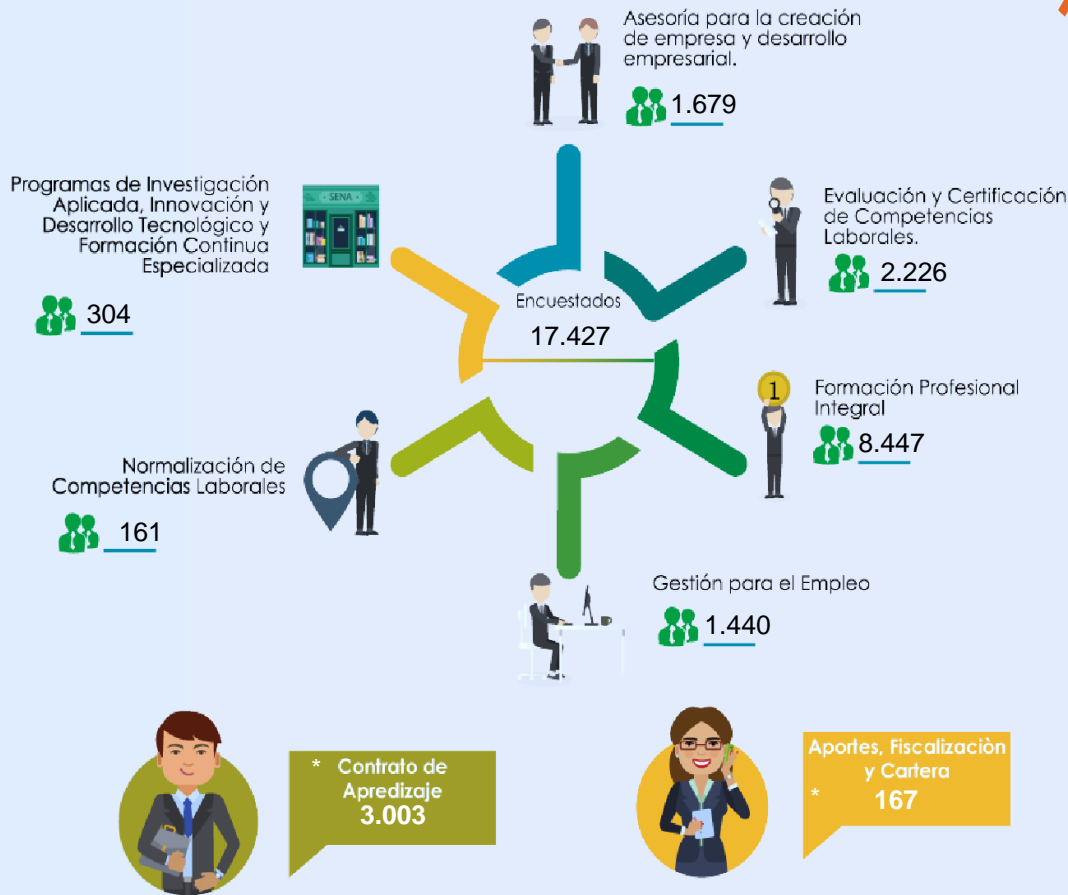 Asesoría para la creación
de empresa y desarrollo
empresarial.
1.679
Programas de Investigación
Aplicada, Innovación y
Desarrollo Tecnológico y
Formación Continua
Especializada
304
SENA
Evaluación y Certificación
de Competencias
Laborales.
2.226
Encuestados
17.427
1
Formación Profesional
Integral
8.447
Normalización de
Competencias Laborales
161
Gestión para el Empleo
1.440
* Contrato de
Apredizaje
3.003
Aportes, Fiscalizaciòn
y Cartera
* 167